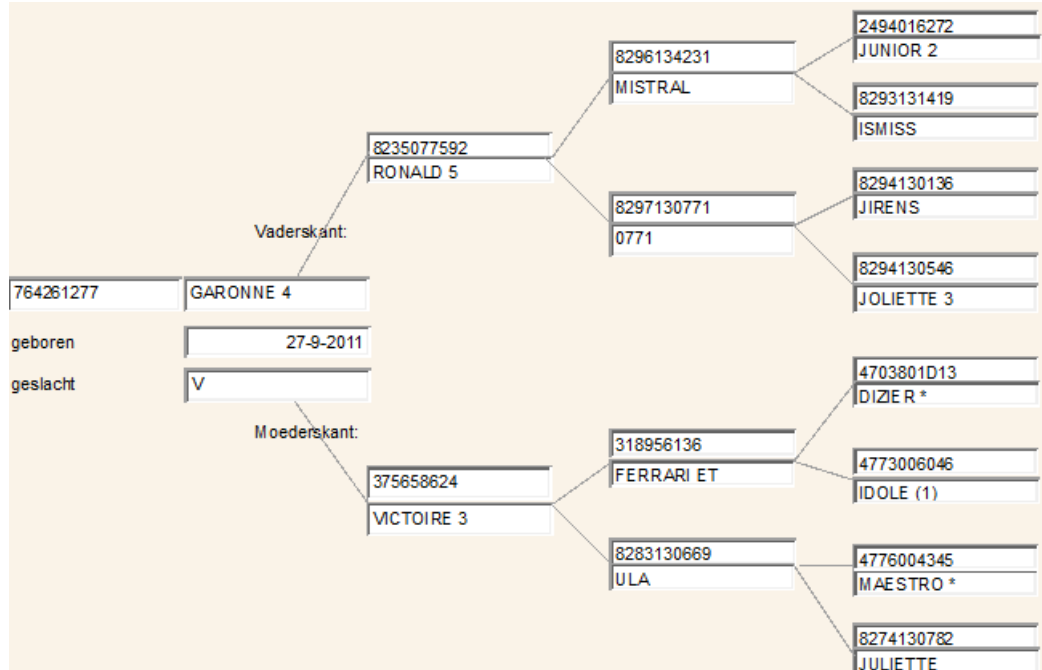 2494016272
JUNIOR 2
8296134231
MISTRAL
8293131419
ISMISS
8235077592
RONALD 5
8294130136
JIRENS
8297130771
0771
Vaderskant:
8294130546
JOLIETTE 3
764261277 GARONNE 4
geboren 27-9-2011
geslacht V
4703801D13
DIZIER *
Moederskant:
318956136
FERRARI ET
4773006046
IDOLE (1)
375658624
VICTOIRE 3
8283130669
ULA
4776004345
MAESTRO *
8274130782
JULIETTE